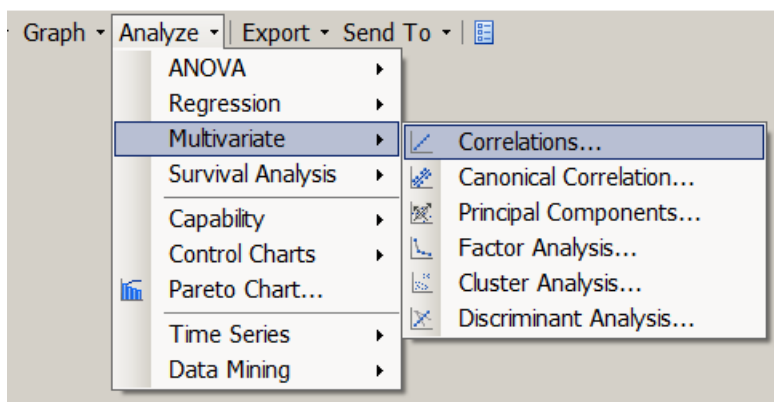 Graph Analyze Export Send To
ANOVA
Regression
Multivariate
Survival Analysis
Capability
Control Charts
Pareto Chart...
Time Series
Data Mining
Correlations...
Canonical Correlation...
Principal Components...
Factor Analysis...
Cluster Analysis...
Discriminant Analysis...